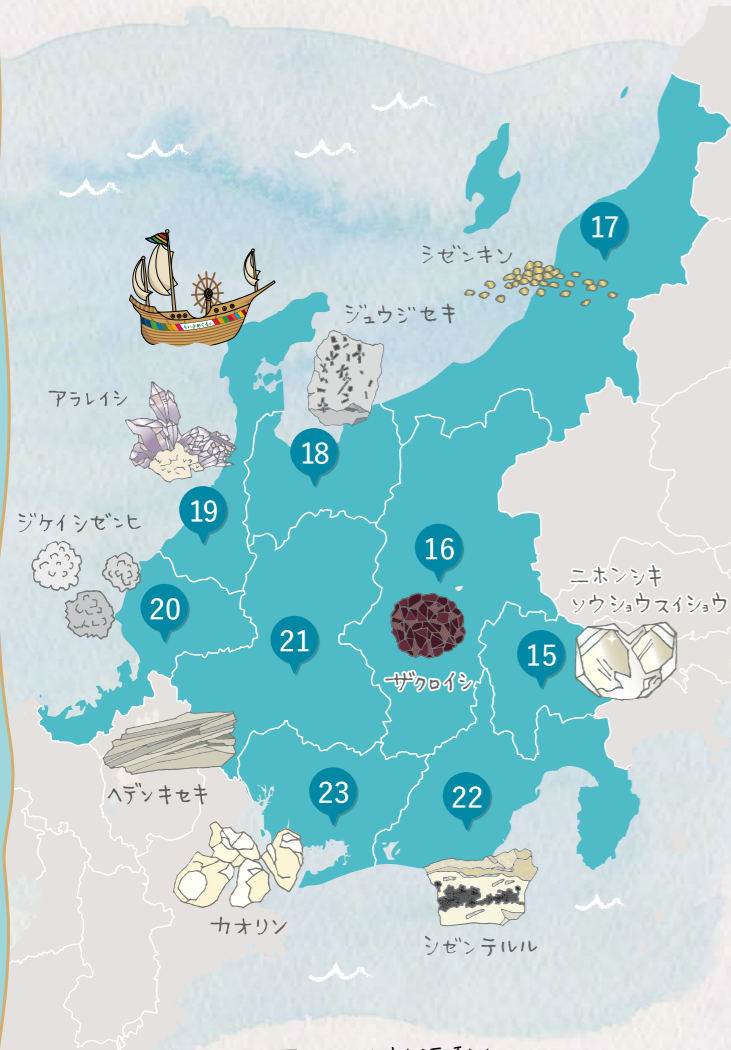 17
シゼンキン
ジュウジセキ
アラレイシ
18
19
ジケイシゼンヒ
16
ニホンシキ
ソウショウスイショウ
20
21
15
ザクロイシ
ヘデンキセキ
23
22
カオリン
シゼンテルル